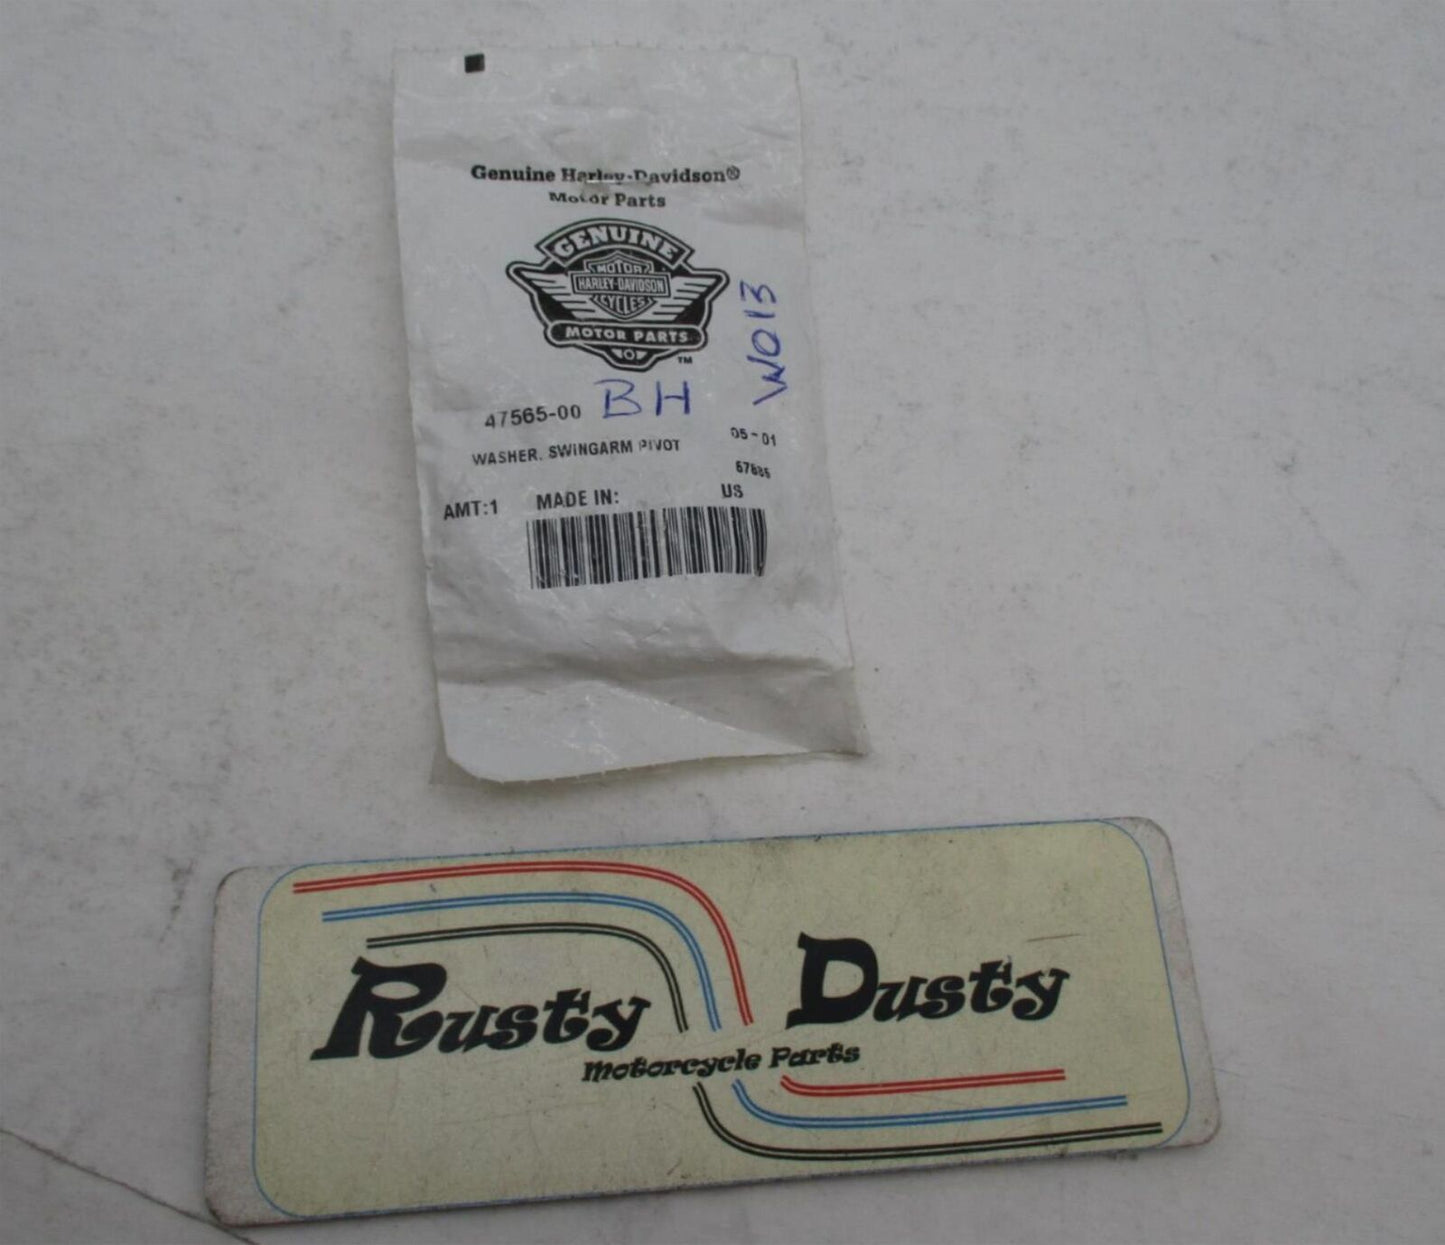 Genuine Harley-Davidson®
Motor Parts
GENUINE
MOTOR
HARLEY-DAVIDSON
CYCLES
MOTOR PARTS
™
W013
47565-00 BH
WASHER, SWINGARM PIVOT 05-01
AMT:1 MADE IN: US
Rusty Dusty
Motorcycle Parts